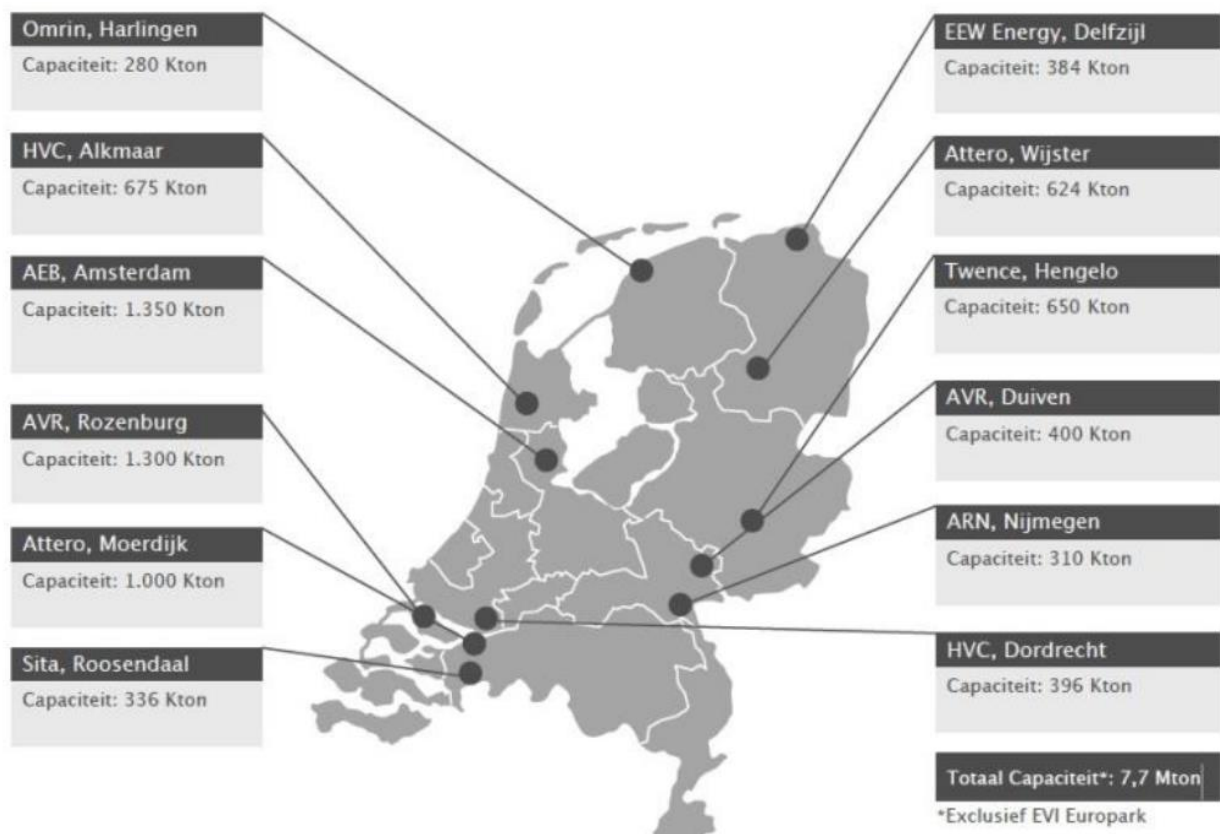 Omrin, Harlingen
Capaciteit: 280 Kton
HVC, Alkmaar
Capaciteit: 675 Kton
AEB, Amsterdam
Capaciteit: 1.350 Kton
AVR, Rozenburg
Capaciteit: 1.300 Kton
Attero, Moerdijk
Capaciteit: 1.000 Kton
Sita, Roosendaal
Capaciteit: 336 Kton
EEW Energy, Delfzijl
Capaciteit: 384 Kton
Attero, Wijster
Capaciteit: 624 Kton
Twence, Hengelo
Capaciteit: 650 Kton
AVR, Duiven
Capaciteit: 400 Kton
ARN, Nijmegen
Capaciteit: 310 Kton
HVC, Dordrecht
Capaciteit: 396 Kton
Totaal Capaciteit*: 7,7 Mton
*Exclusief EVI Europark